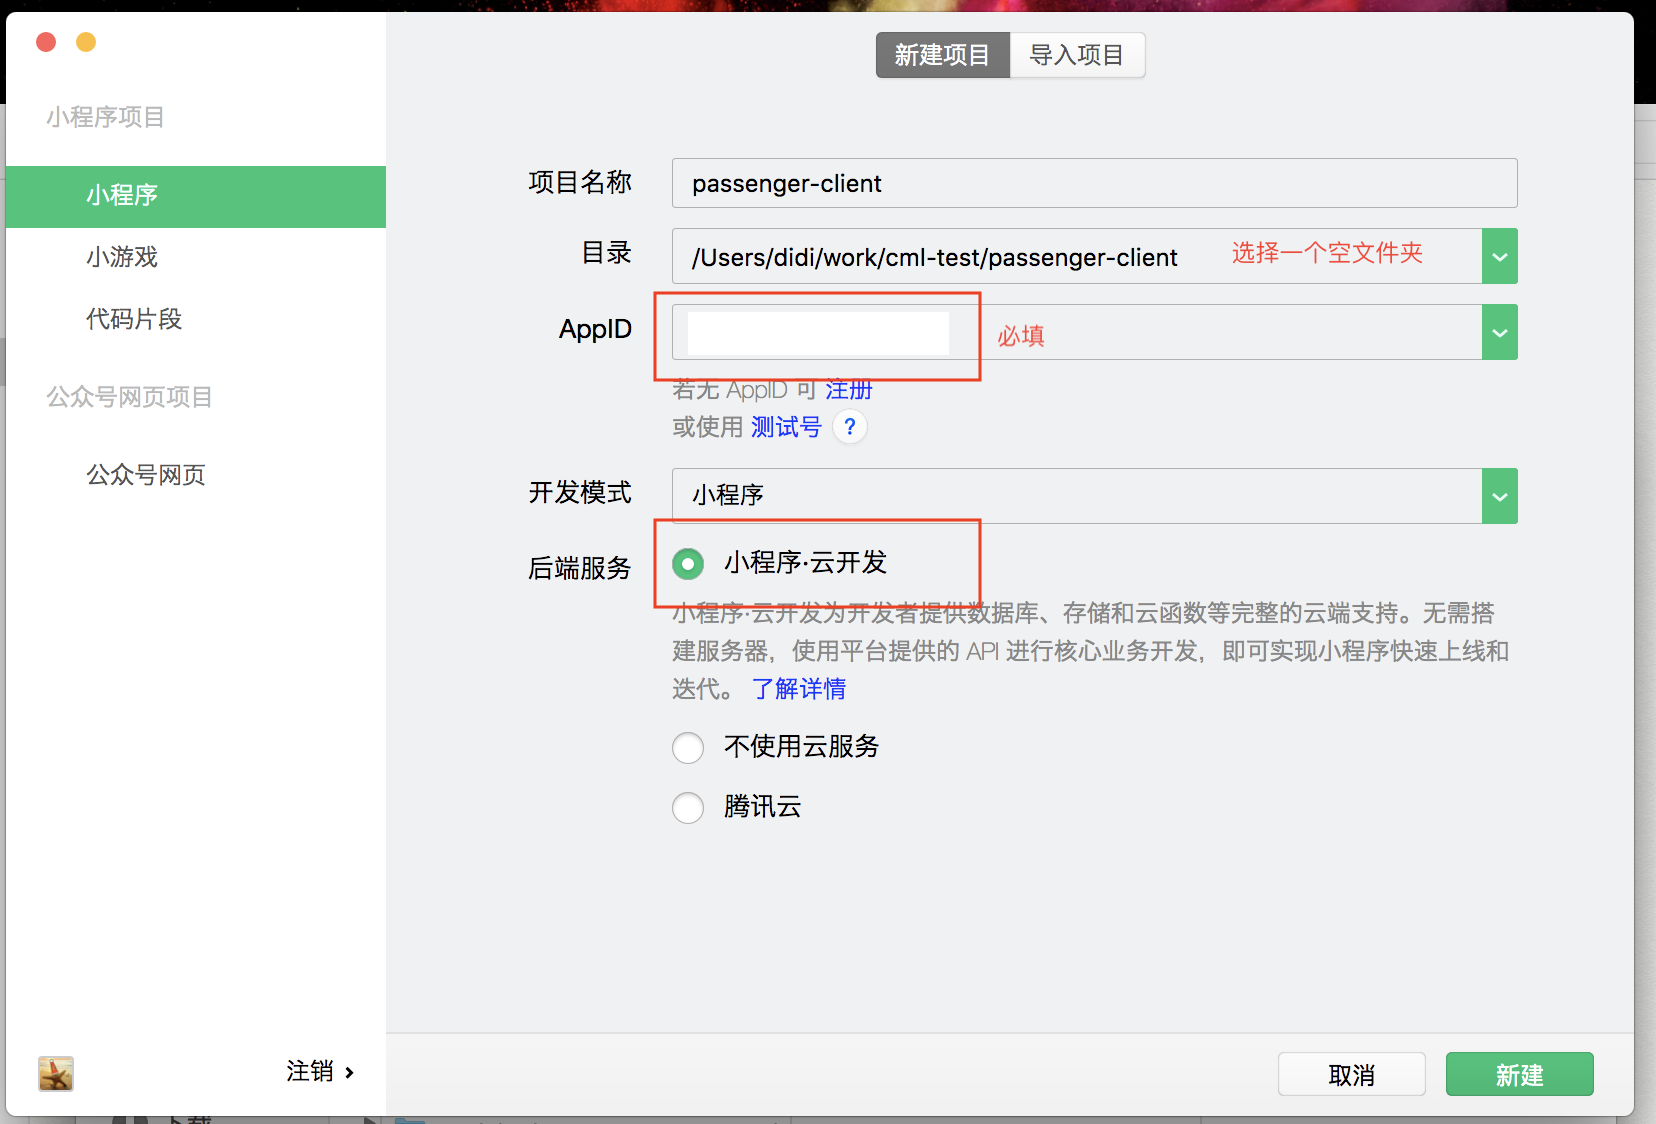 新建项目
导入项目
小程序项目
小程序
小游戏
代码片段
公众号网页项目
公众号网页
注销
项目名称
passenger-client
目录
/Users/didi/work/cml-test/passenger-client
选择一个空文件夹
AppID
必填
若无 AppID 可 注册
或使用 测试号 ?
开发模式
小程序
后端服务
小程序·云开发
小程序·云开发为开发者提供数据库、存储和云函数等完整的云端支持。无需搭
建服务器，使用平台提供的 API 进行核心业务开发，即可实现小程序快速上线和
迭代。 了解详情
不使用云服务
腾讯云
取消
新建